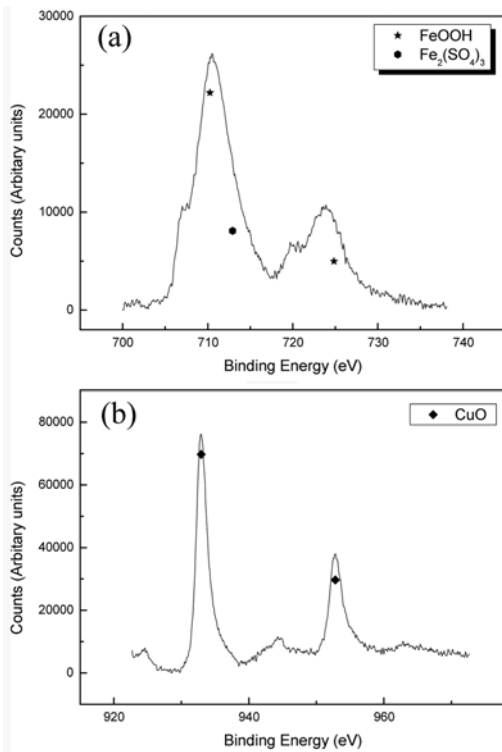 (a)
FeOOH
Fe₂(SO₄)₃
30000
20000
10000
0
Counts (Arbitary units)
700 710 720 730 740
Binding Energy (eV)
(b)
CuO
80000
60000
40000
20000
0
Counts (Arbitary units)
920 940 960
Binding Energy (eV)